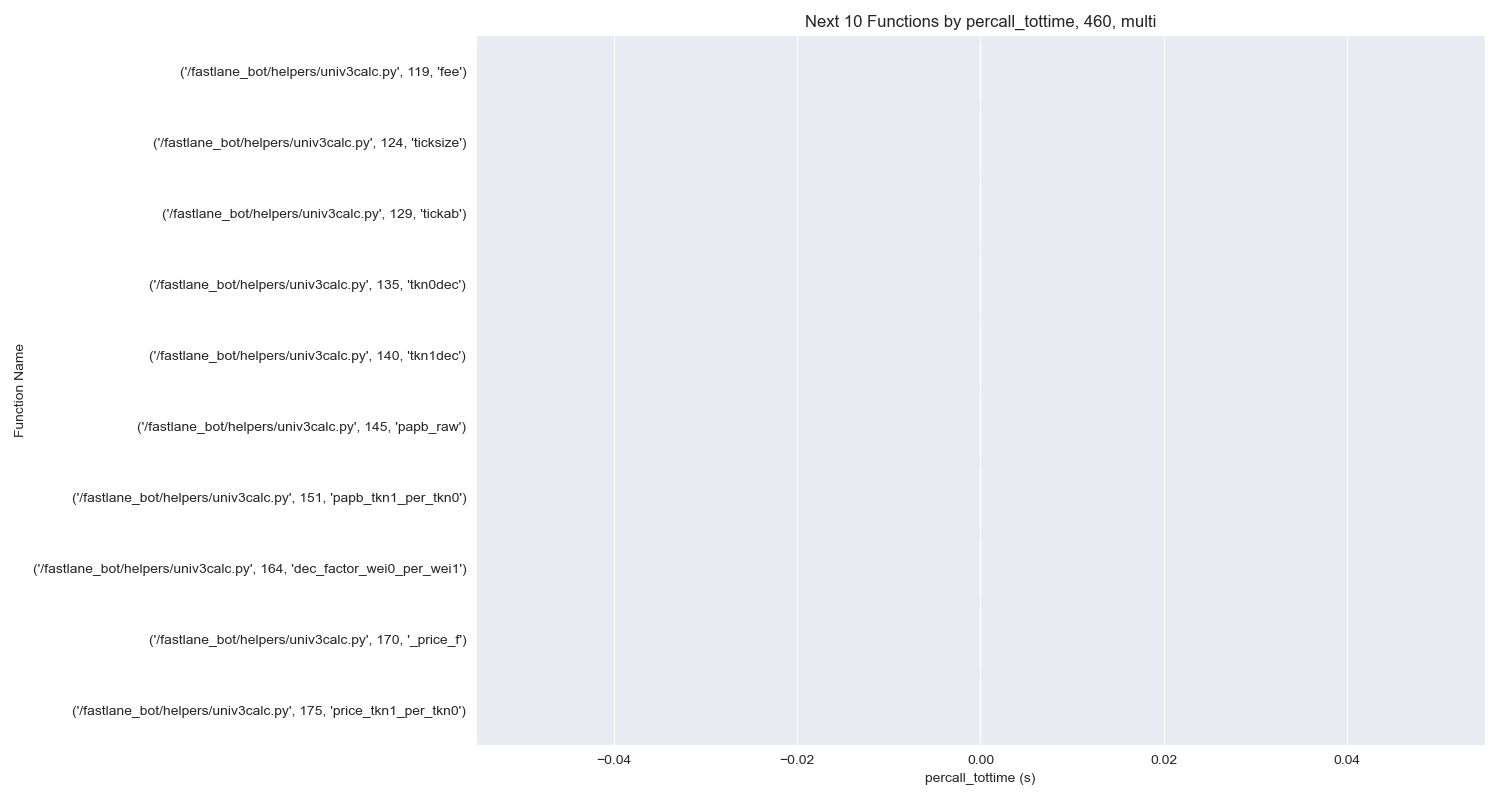 Next 10 Functions by percall_tottime, 460, multi
Function Name
('/fastlane_bot/helpers/univ3calc.py', 119, 'fee')
('/fastlane_bot/helpers/univ3calc.py', 124, 'ticksize')
('/fastlane_bot/helpers/univ3calc.py', 129, 'tickab')
('/fastlane_bot/helpers/univ3calc.py', 135, 'tkn0dec')
('/fastlane_bot/helpers/univ3calc.py', 140, 'tkn1dec')
('/fastlane_bot/helpers/univ3calc.py', 145, 'papb_raw')
('/fastlane_bot/helpers/univ3calc.py', 151, 'papb_tkn1_per_tkn0')
('/fastlane_bot/helpers/univ3calc.py', 164, 'dec_factor_wei0_per_wei1')
('/fastlane_bot/helpers/univ3calc.py', 170, '_price_f')
('/fastlane_bot/helpers/univ3calc.py', 175, 'price_tkn1_per_tkn0')
−0.04 −0.02 0.00 0.02 0.04
percall_tottime (s)